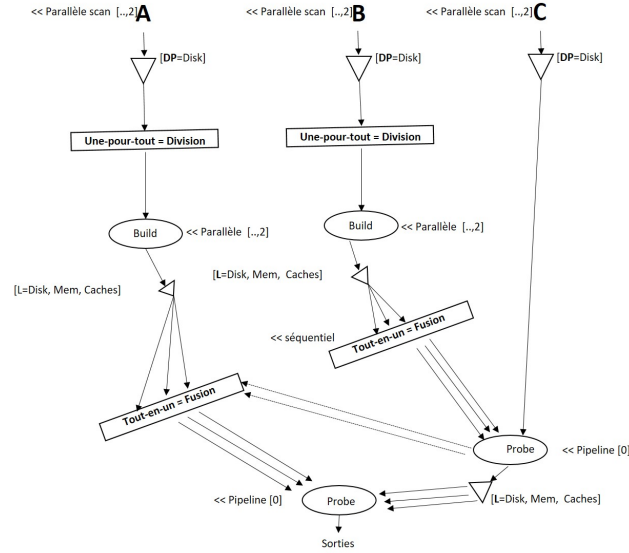 << Parallèle scan [..,2] A
<< Parallèle scan [..,2] B
<< Parallèle scan [..,2] C
[DP=Disk]
[DP=Disk]
[DP=Disk]
Une-pour-tout = Division
Une-pour-tout = Division
Build
<< Parallèle [..,2]
Build
<< Parallèle [..,2]
[L=Disk, Mem, Caches]
[L=Disk, Mem, Caches]
<< séquentiel
Tout-en-un = Fusion
Tout-en-un = Fusion
Probe
<< Pipeline [0]
<< Pipeline [0]
Probe
[L=Disk, Mem, Caches]
Sorties